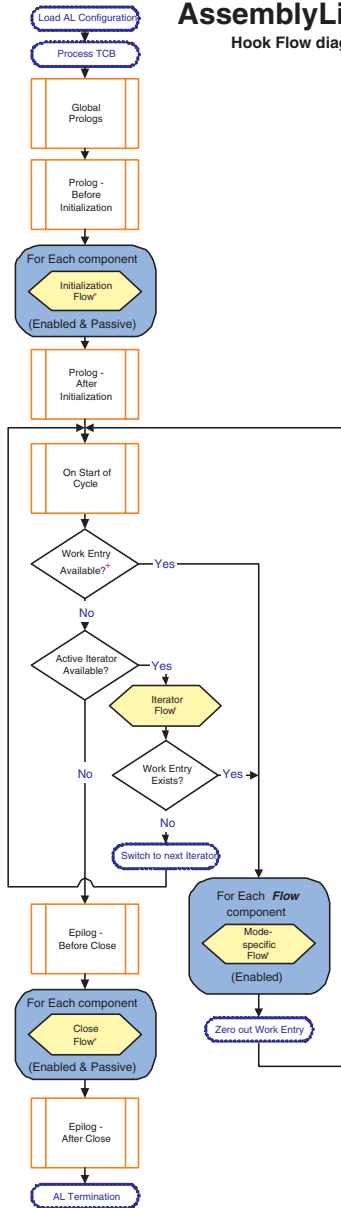 AssemblyLi
Hook Flow diag
Load AL Configuration
Process TCB
Global
Prologs
Prolog -
Before
Initialization
For Each component
Initialization
Flow*
(Enabled & Passive)
Prolog -
After
Initialization
On Start of
Cycle
Work Entry
Available?+
Yes
No
Active Iterator
Available?
Yes
Iterator
Flow*
No
Work Entry
Exists?
Yes
No
Switch to next Iterator
For Each Flow
component
Mode-
specific
Flow*
(Enabled)
Zero out Work Entry
Epilog -
Before Close
For Each component
Close
Flow*
(Enabled & Passive)
Epilog -
After Close
AL Termination